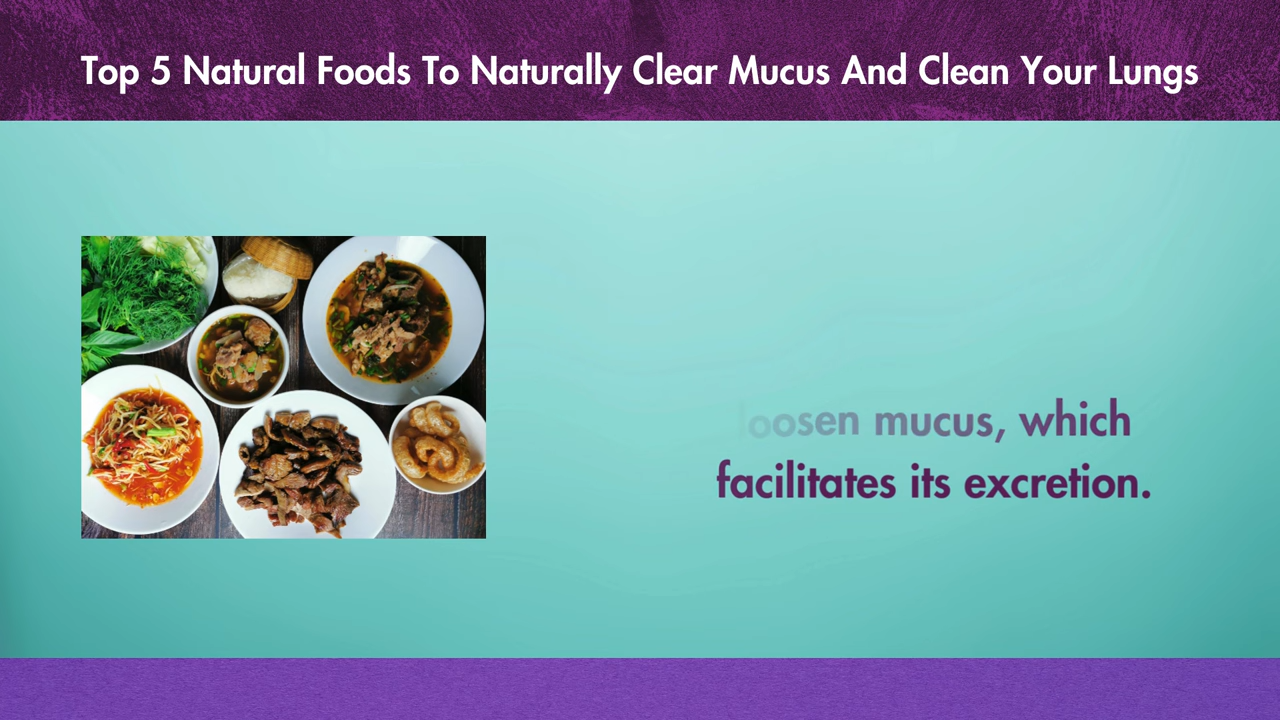 Top 5 Natural Foods To Naturally Clear Mucus And Clean Your Lungs
loosen mucus, which
facilitates its excretion.